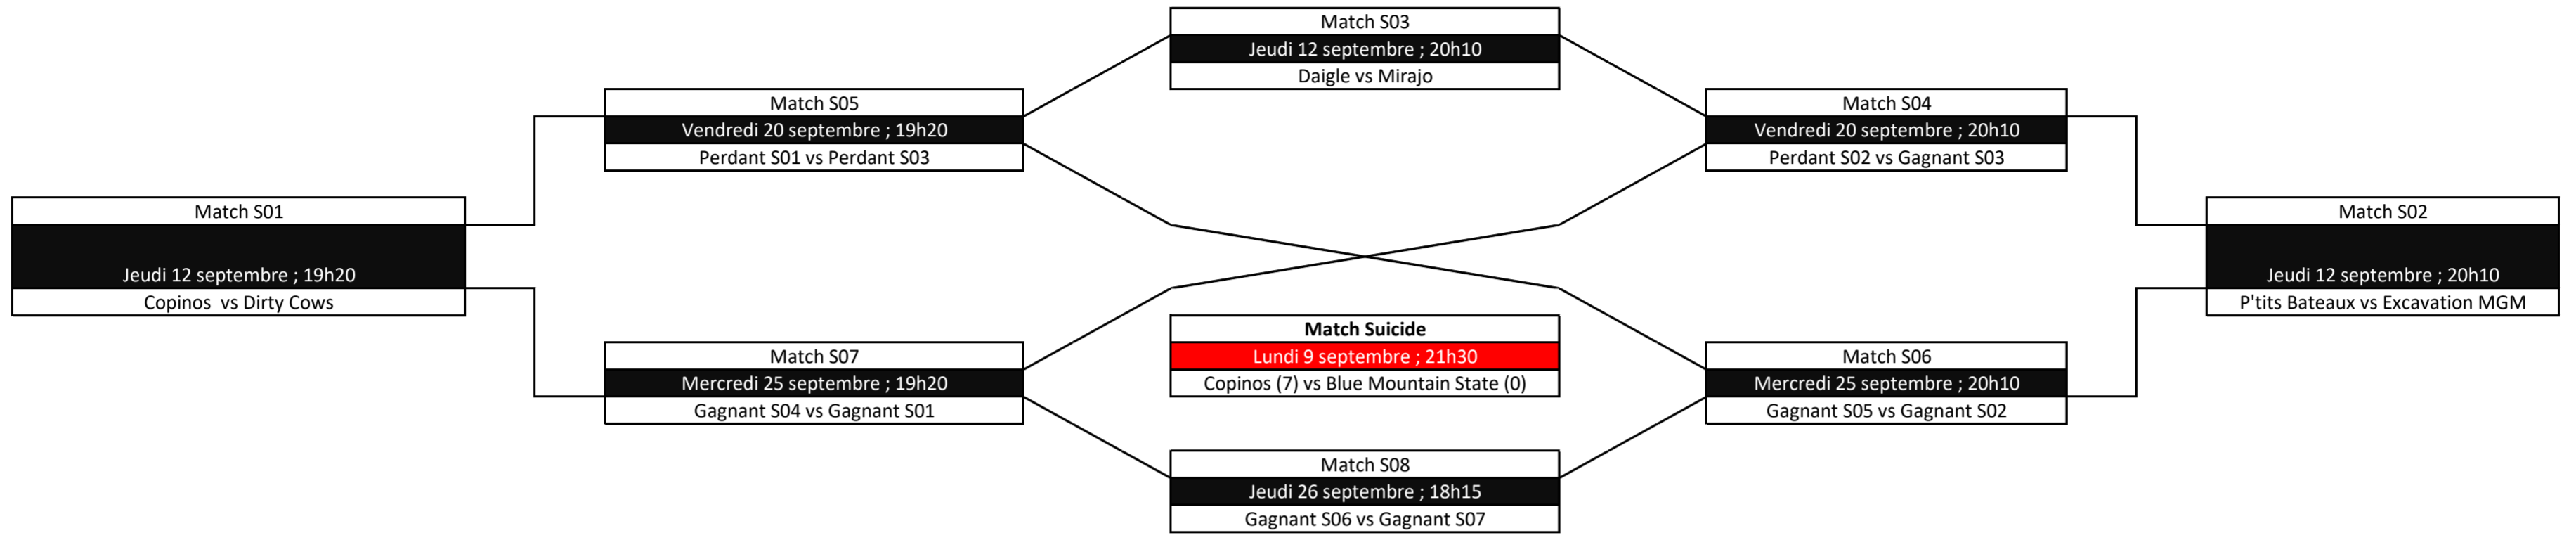 Match S03
Jeudi 12 septembre ; 20h10
Daigle vs Mirajo
Match S05
Vendredi 20 septembre ; 19h20
Perdant S01 vs Perdant S03
Match S04
Vendredi 20 septembre ; 20h10
Perdant S02 vs Gagnant S03
Match S01
Jeudi 12 septembre ; 19h20
Copinos  vs Dirty Cows
Match S02
Jeudi 12 septembre ; 20h10
P'tits Bateaux vs Excavation MGM
Match Suicide
Lundi 9 septembre ; 21h30
Copinos (7) vs Blue Mountain State (0)
Match S07
Mercredi 25 septembre ; 19h20
Gagnant S04 vs Gagnant S01
Match S06
Mercredi 25 septembre ; 20h10
Gagnant S05 vs Gagnant S02
Match S08
Jeudi 26 septembre ; 18h15
Gagnant S06 vs Gagnant S07